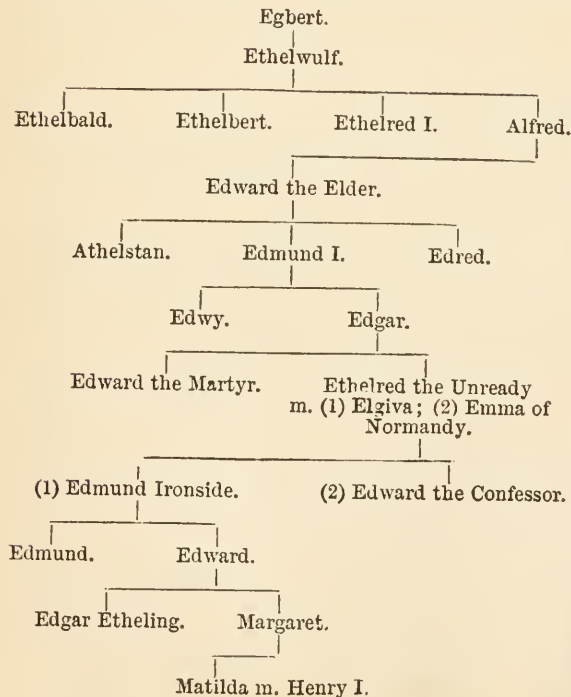 Egbert.
Ethelwulf.
Ethelbald. Ethelbert. Ethelred I. Alfred.
Edward the Elder.
Athelstan. Edmund I. Edred.
Edwy. Edgar.
Edward the Martyr. Ethelred the Unready
m. (1) Elgiva; (2) Emma of
Normandy.
(1) Edmund Ironside. (2) Edward the Confessor.
Edmund. Edward.
Edgar Etheling. Margaret.
Matilda m. Henry I.